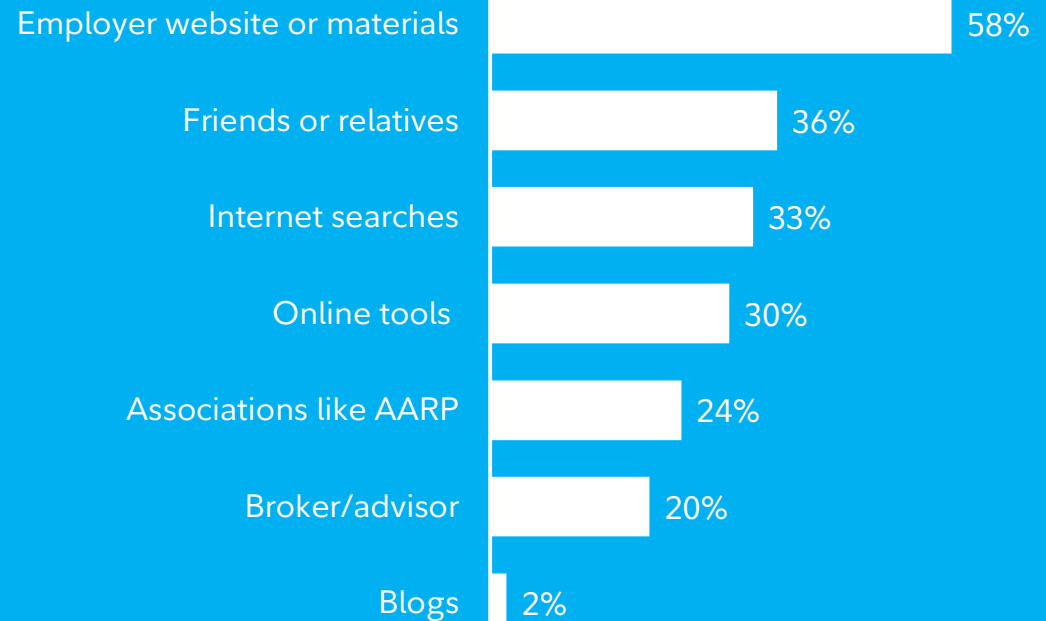 Employer website or materials 58%
Friends or relatives 36%
Internet searches 33%
Online tools 30%
Associations like AARP 24%
Broker/advisor 20%
Blogs 2%